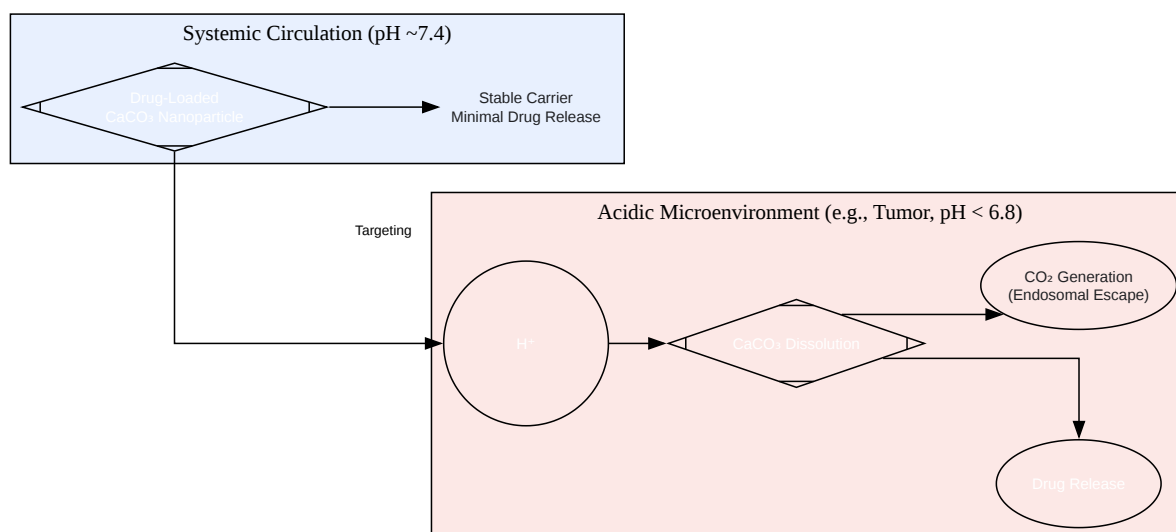 Systemic Circulation (pH ~7.4)
Drug-Loaded
CaCO₃ Nanoparticle
Stable Carrier
Minimal Drug Release
Targeting
Acidic Microenvironment (e.g., Tumor, pH < 6.8)
H⁺
CaCO₃ Dissolution
CO₂ Generation
(Endosomal Escape)
Drug Release